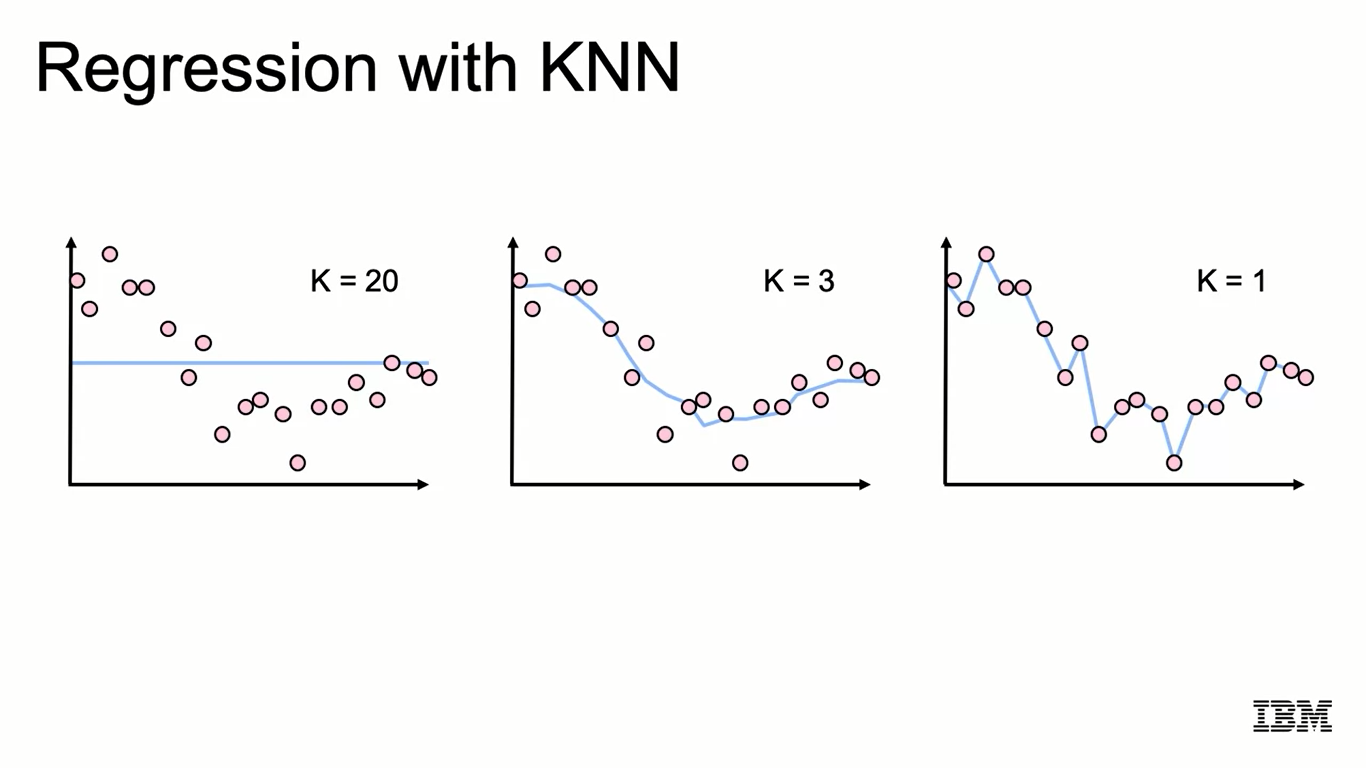 Regression with KNN
K = 20
K = 3
K = 1
IBM